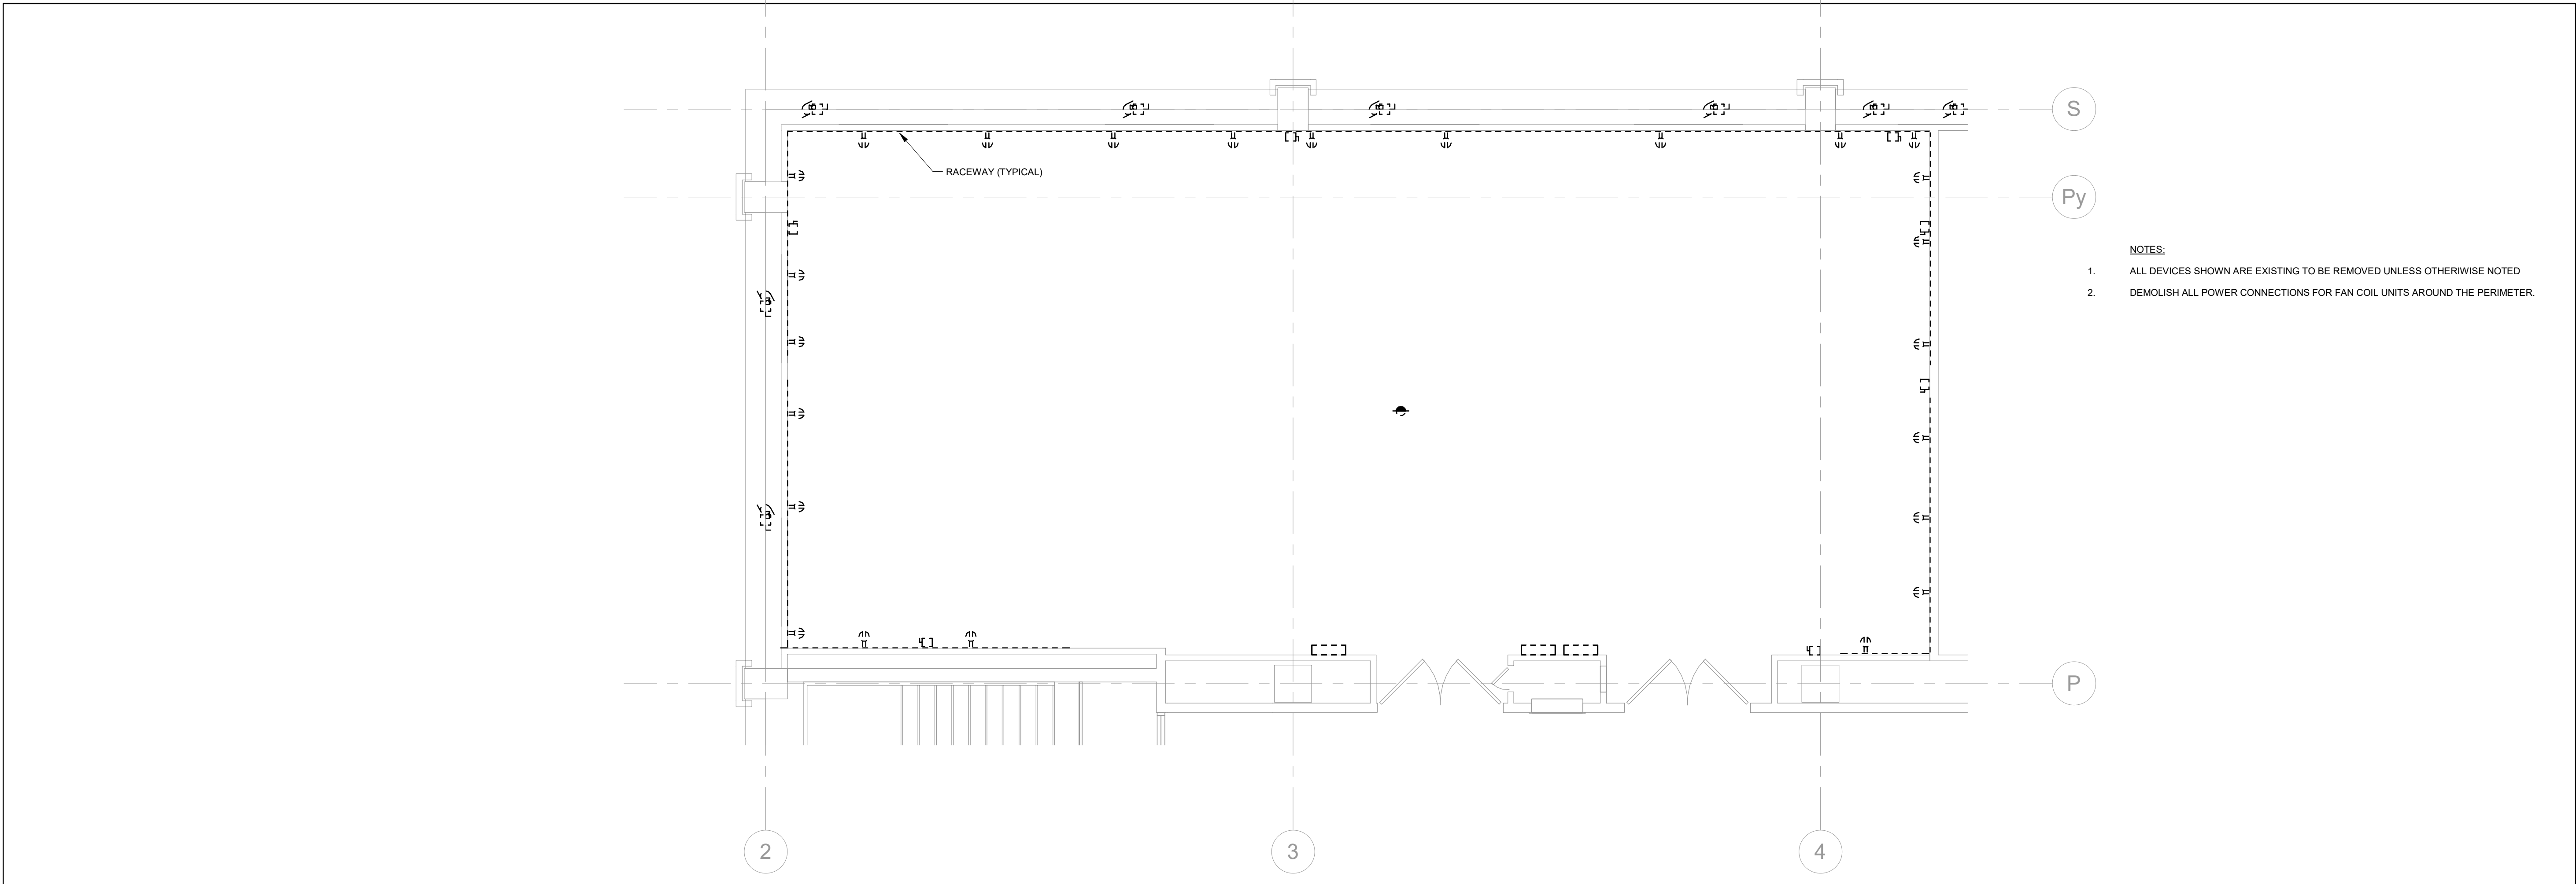 S
RACEWAY (TYPICAL)
Py
NOTES:
1. ALL DEVICES SHOWN ARE EXISTING TO BE REMOVED UNLESS OTHERIWISE NOTED
2. DEMOLISH ALL POWER CONNECTIONS FOR FAN COIL UNITS AROUND THE PERIMETER.
P
2
3
4